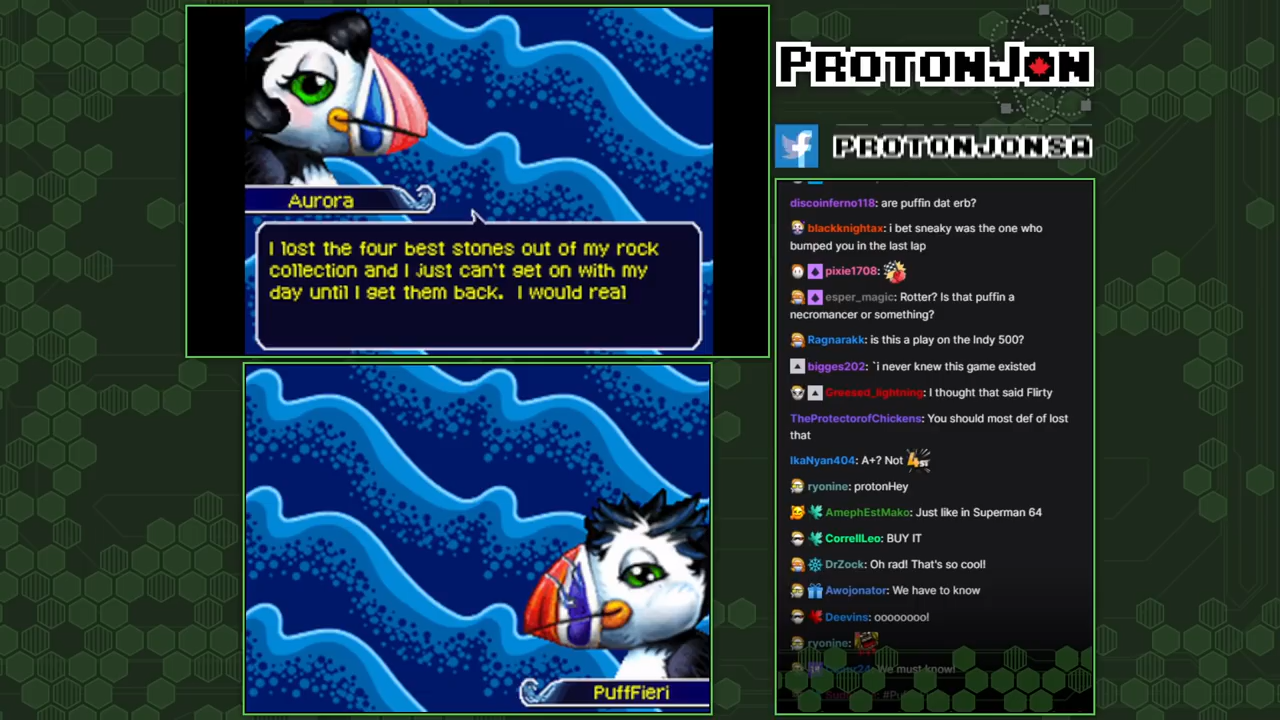 Aurora
I lost the four best stones out of my rock
collection and I just can't get on with my
day until I get them back. I would real
PuffFieri
PROTONJON
PROTONJONSA
discoinferno118: are puffin dat erb?
blackknightax: i bet sneaky was the one who
bumped you in the last lap
pixie1708:
esper_magic: Rotter? Is that puffin a
necromancer or something?
Ragnarakk: is this a play on the Indy 500?
bigges202: `i never knew this game existed
Greesed_lightning: I thought that said Flirty
TheProtectorofChickens: You should most def of lost
that
IkaNyan404: A+? Not
ryonine: protonHey
AmephEstMako: Just like in Superman 64
CorrellLeo: BUY IT
DrZock: Oh rad! That's so cool!
Awojonator: We have to know
Deevins: oooooooo!
ryonine:
We must know!